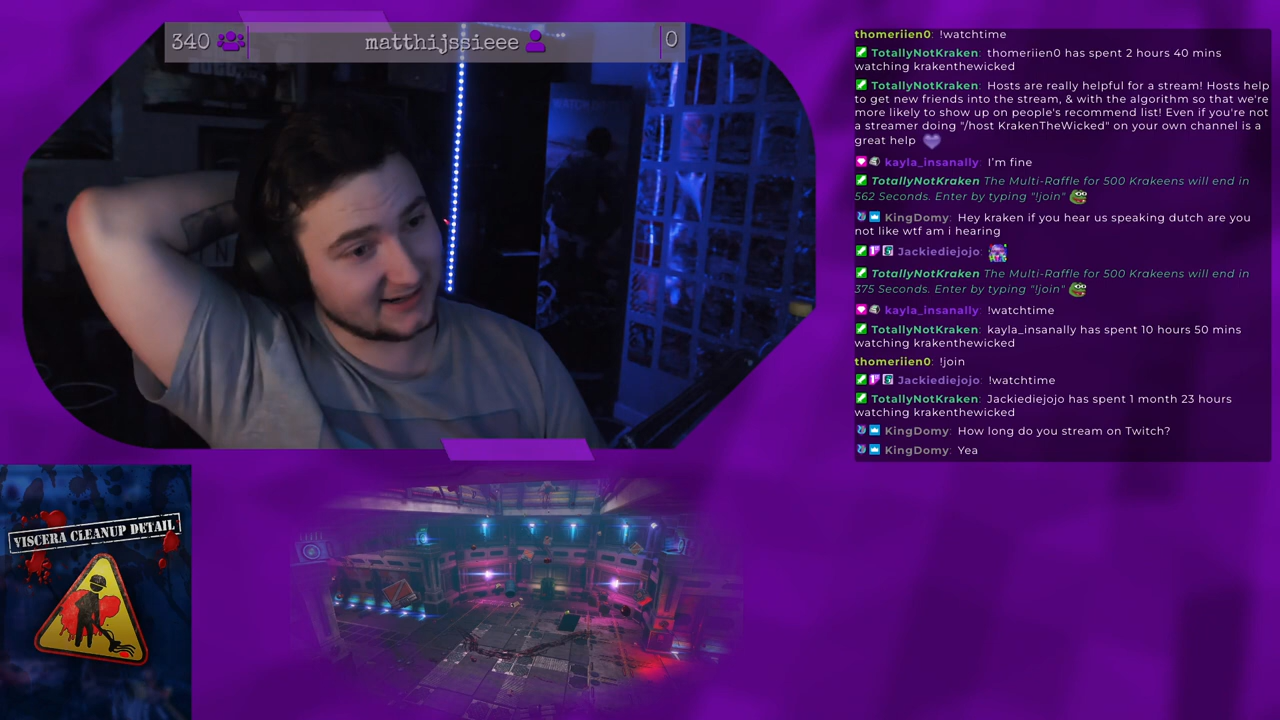 340
matthijssieee
0
thomeriien0: !watchtime
TotallyNotKraken: thomeriien0 has spent 2 hours 40 mins
watching krakenthewicked
TotallyNotKraken: Hosts are really helpful for a stream! Hosts help
to get new friends into the stream, & with the algorithm so that we're
more likely to show up on people's recommend list! Even if you're not
a streamer doing "/host KrakenTheWicked" on your own channel is a
great help
kayla_insanally: I'm fine
TotallyNotKraken The Multi-Raffle for 500 Krakeens will end in
562 Seconds. Enter by typing "!join"
KingDomy: Hey kraken if you hear us speaking dutch are you
not like wtf am i hearing
Jackiediejojo:
TotallyNotKraken The Multi-Raffle for 500 Krakeens will end in
375 Seconds. Enter by typing "!join"
kayla_insanally: !watchtime
TotallyNotKraken: kayla_insanally has spent 10 hours 50 mins
watching krakenthewicked
thomeriien0: !join
Jackiediejojo: !watchtime
TotallyNotKraken: Jackiediejojo has spent 1 month 23 hours
watching krakenthewicked
KingDomy: How long do you stream on Twitch?
KingDomy: Yea
VISCERA CLEANUP DETAIL